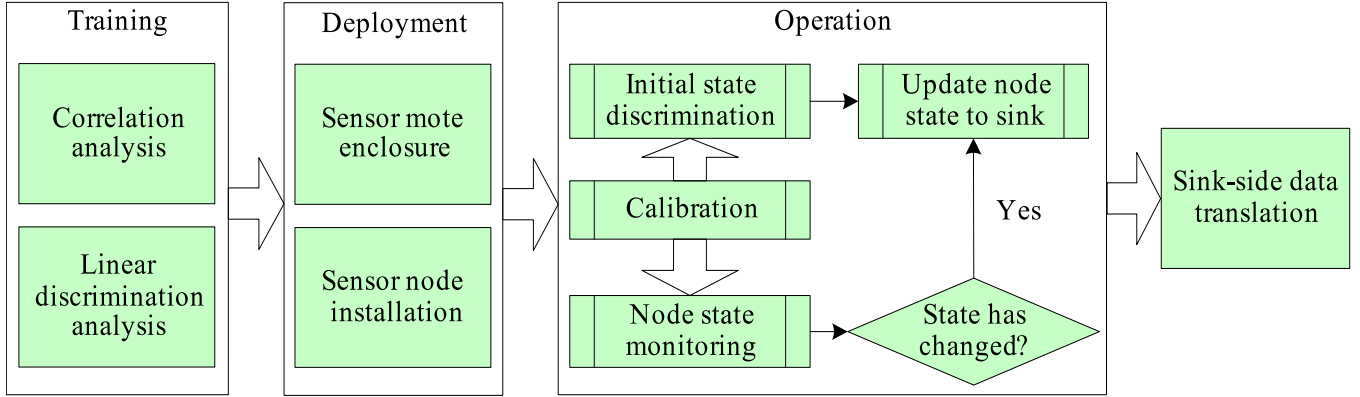 Training
Correlation
analysis
Linear
discrimination
analysis
Deployment
Sensor mote
enclosure
Sensor node
installation
Operation
Initial state
discrimination
Update node
state to sink
Calibration
Yes
Node state
monitoring
State has
changed?
Sink-side data
translation